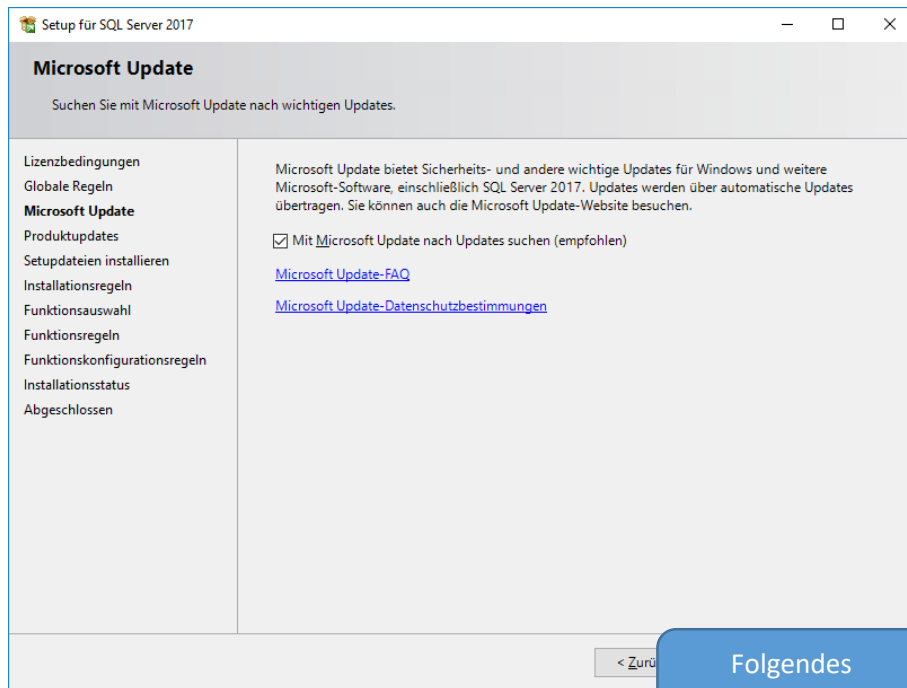 Setup für SQL Server 2017
Microsoft Update
Suchen Sie mit Microsoft Update nach wichtigen Updates.
Lizenzbedingungen
Globale Regeln
Microsoft Update
Produktupdates
Setupdateien installieren
Installationsregeln
Funktionsauswahl
Funktionsregeln
Funktionskonfigurationsregeln
Installationsstatus
Abgeschlossen
Microsoft Update bietet Sicherheits- und andere wichtige Updates für Windows und weitere
Microsoft-Software, einschließlich SQL Server 2017. Updates werden über automatische Updates
übertragen. Sie können auch die Microsoft Update-Website besuchen.
Mit Microsoft Update nach Updates suchen (empfohlen)
Microsoft Update-FAQ
Microsoft Update-Datenschutzbestimmungen
< Zurü
Folgendes